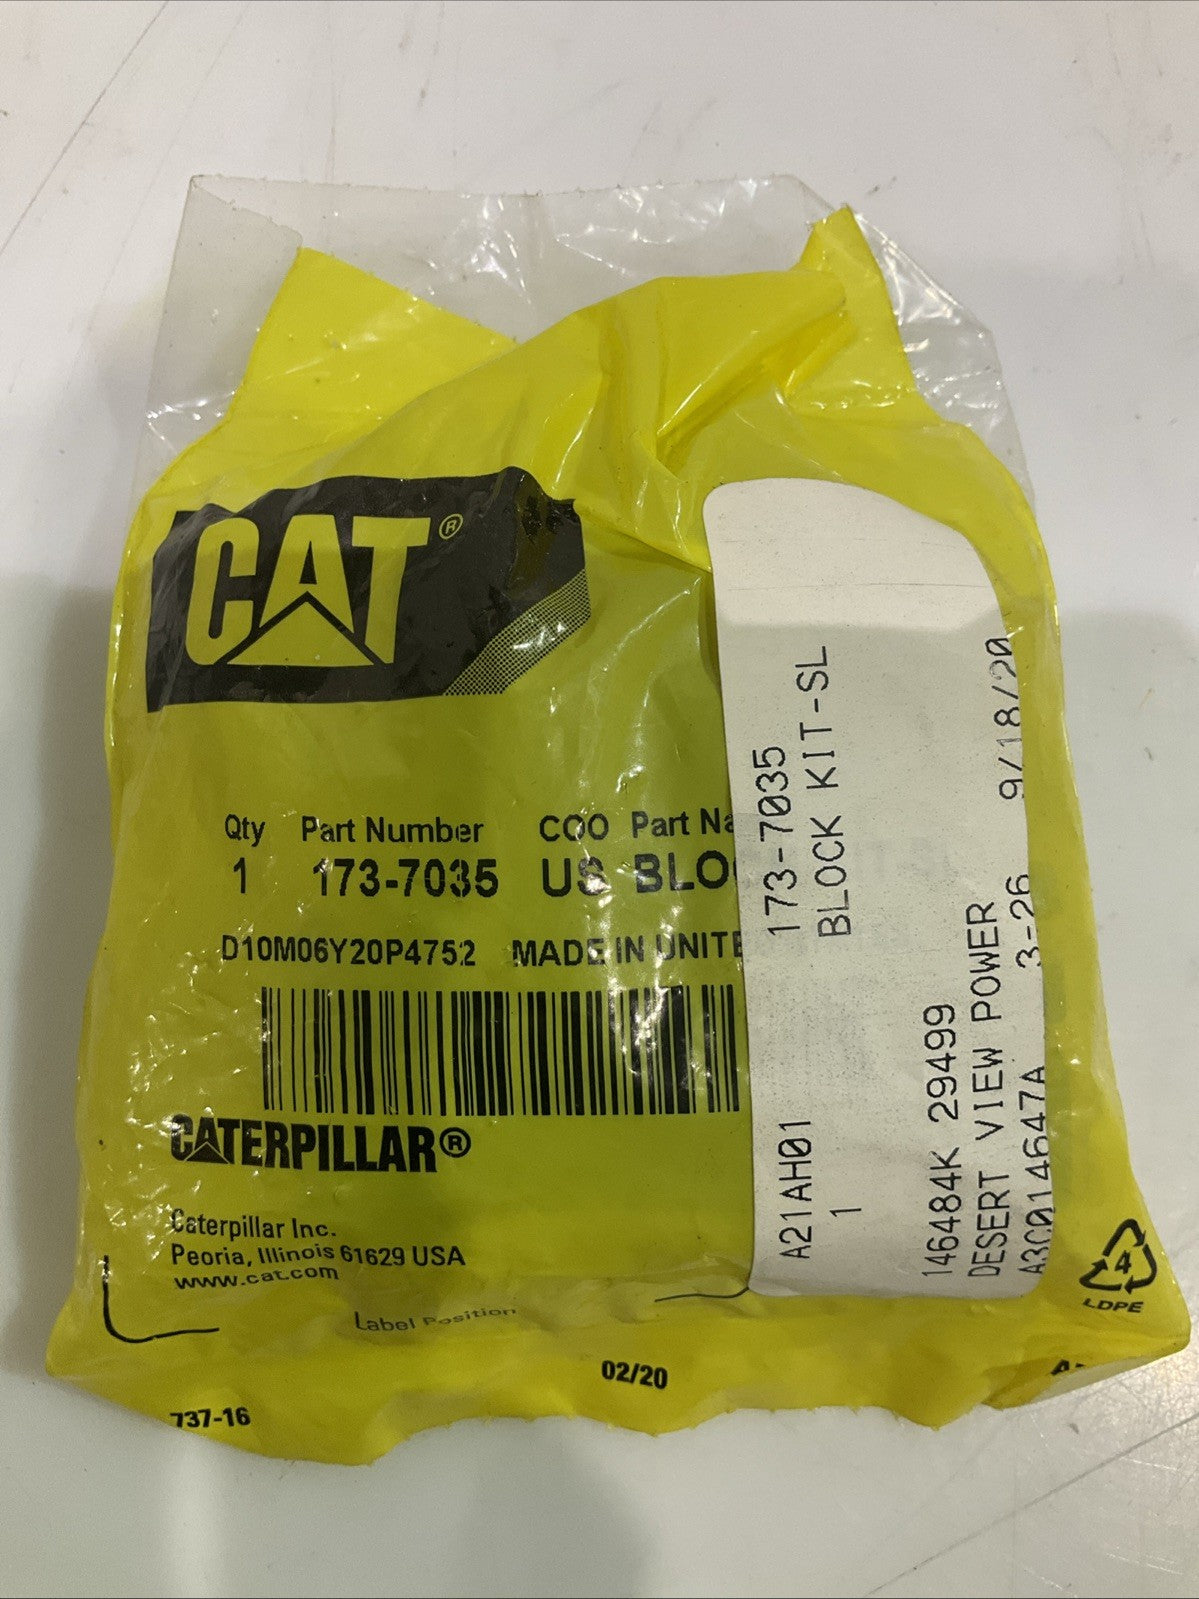 CAT®
Qty Part Number COO Part Na
1 173-7035 US BLO
D10M06Y20P4752 MADE IN UNITE
CATERPILLAR®
Caterpillar Inc.
Peoria, Illinois 61629 USA
www.cat.com
Label Position
737-16
02/20
4
LDPE
A21AH01 173-7035
1 BLOCK KIT-SL
146484K 29499
DESERT VIEW POWER
A3C014647A 3-26 9/18/20